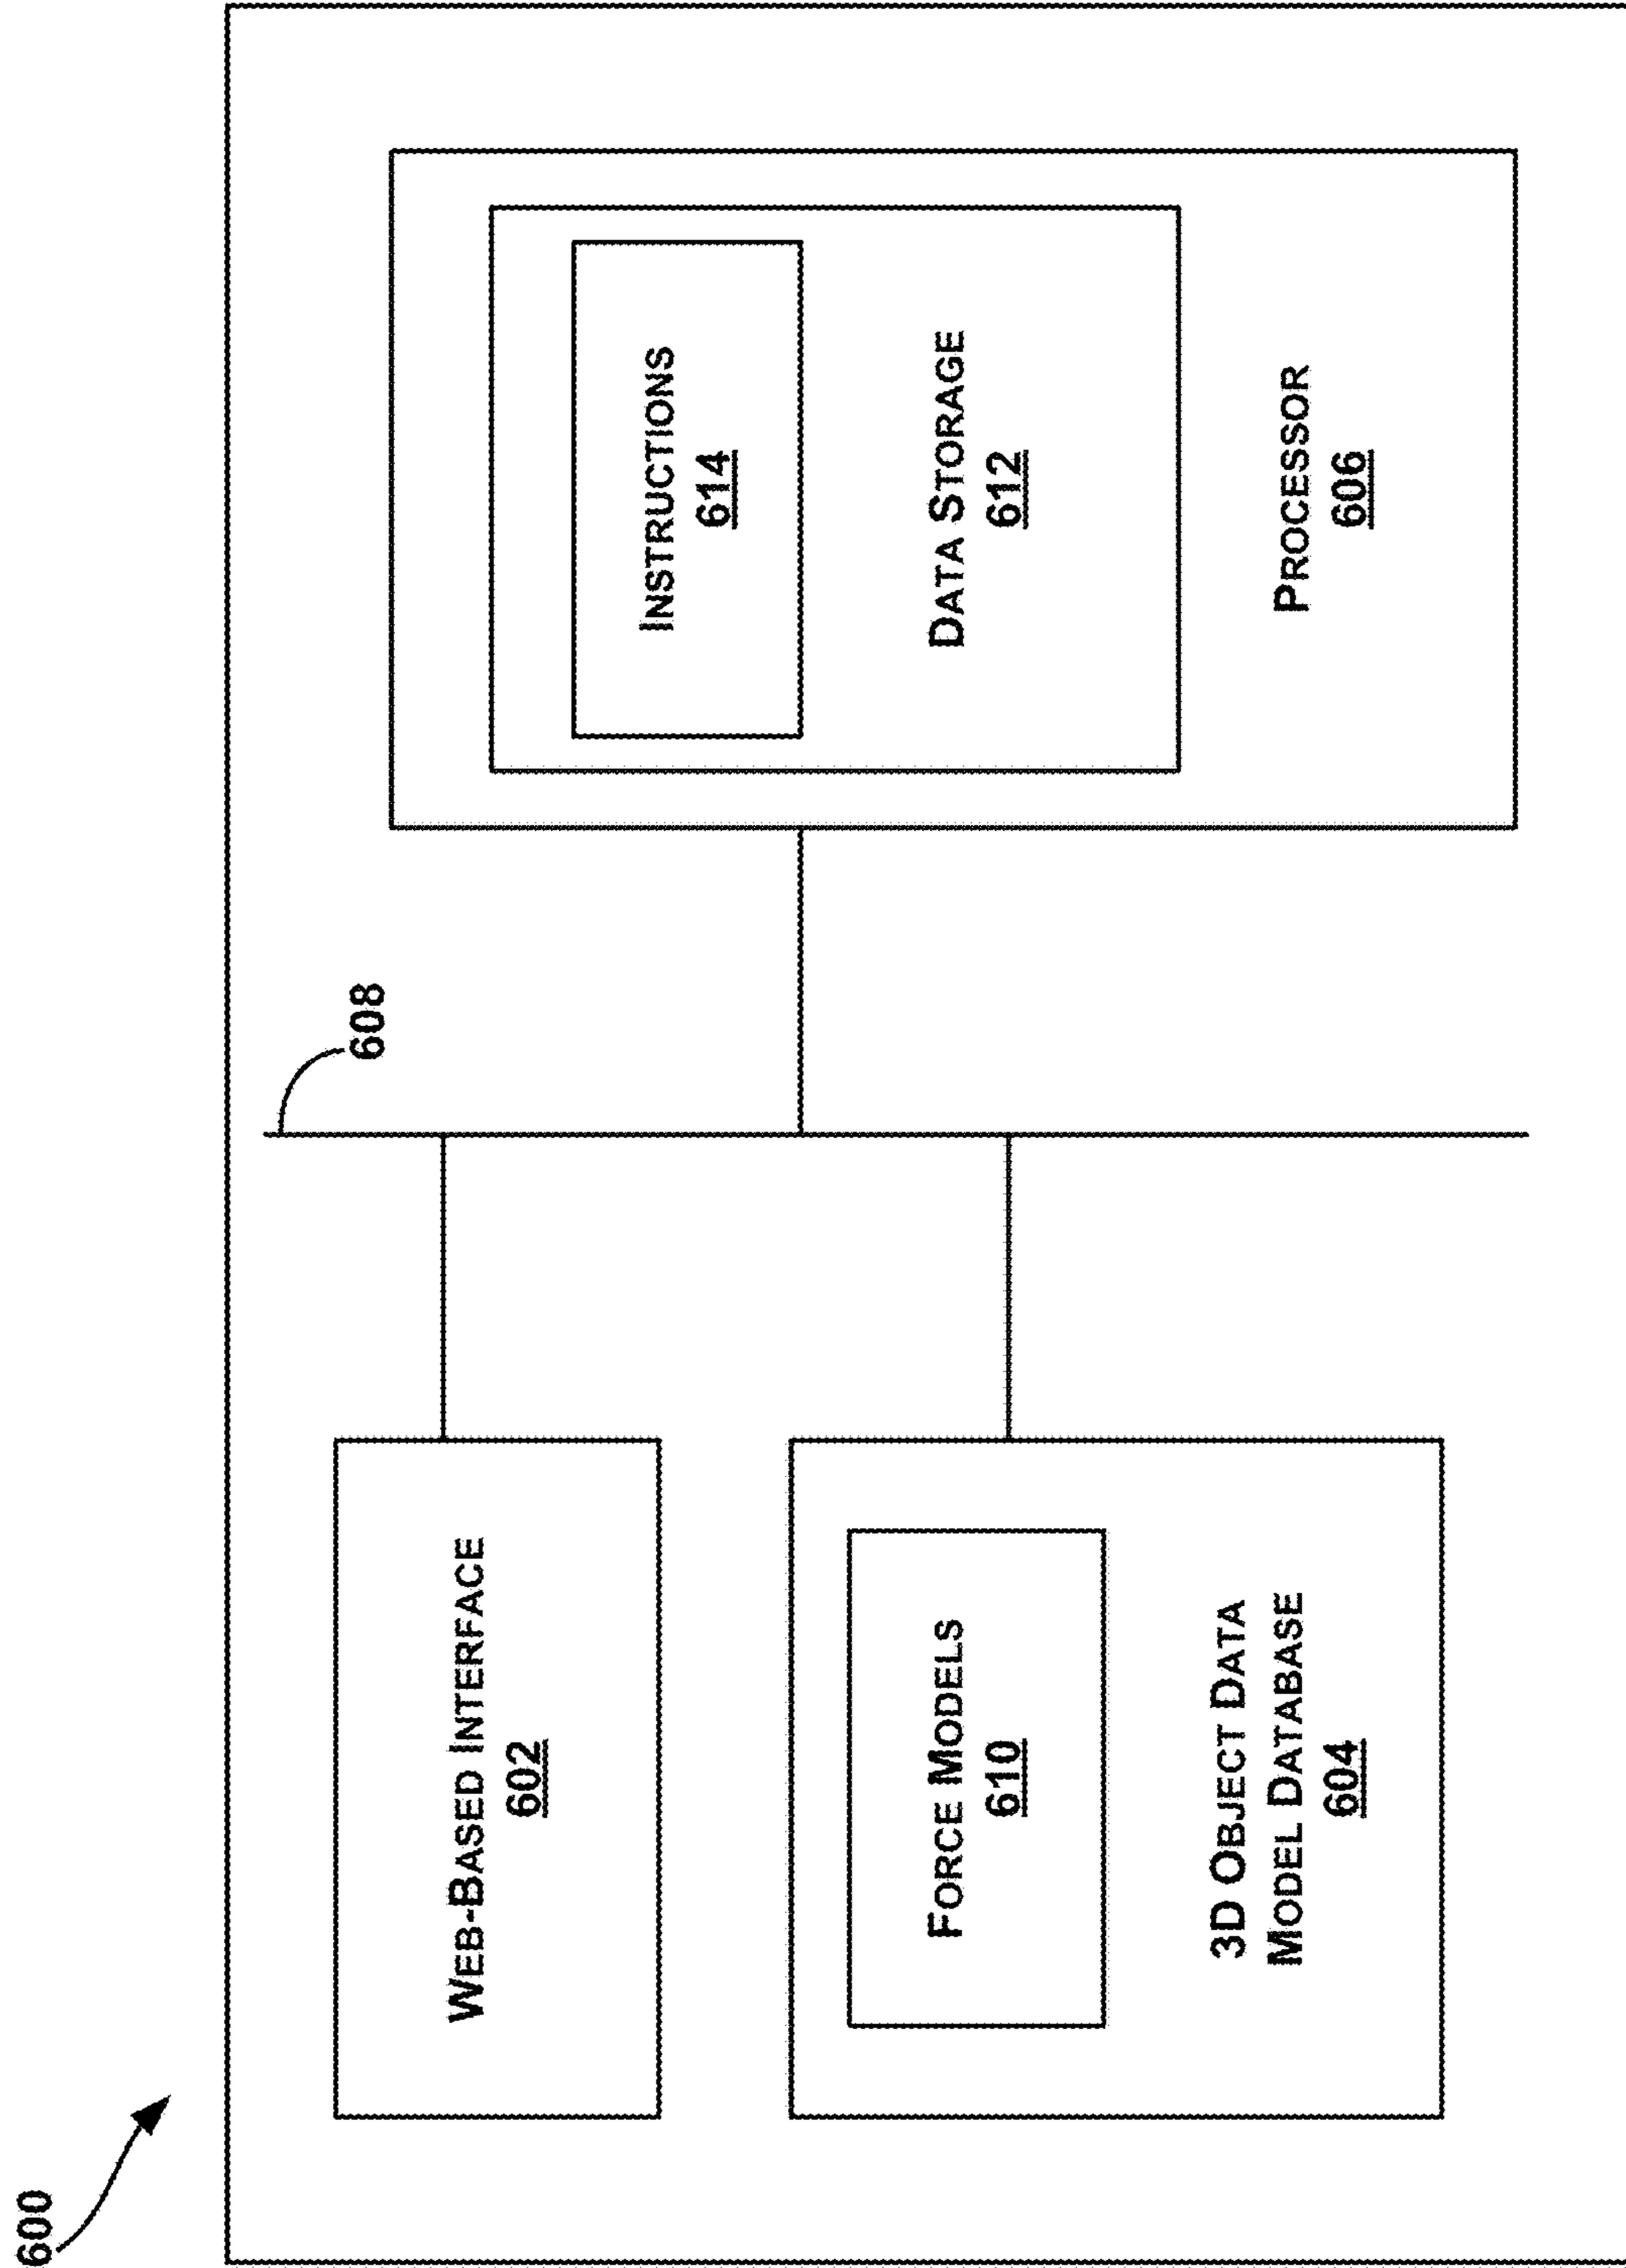 600
608
WEB-BASED INTERFACE
602
FORCE MODELS
610
3D OBJECT DATA
MODEL DATABASE
604
INSTRUCTIONS
614
DATA STORAGE
612
PROCESSOR
606